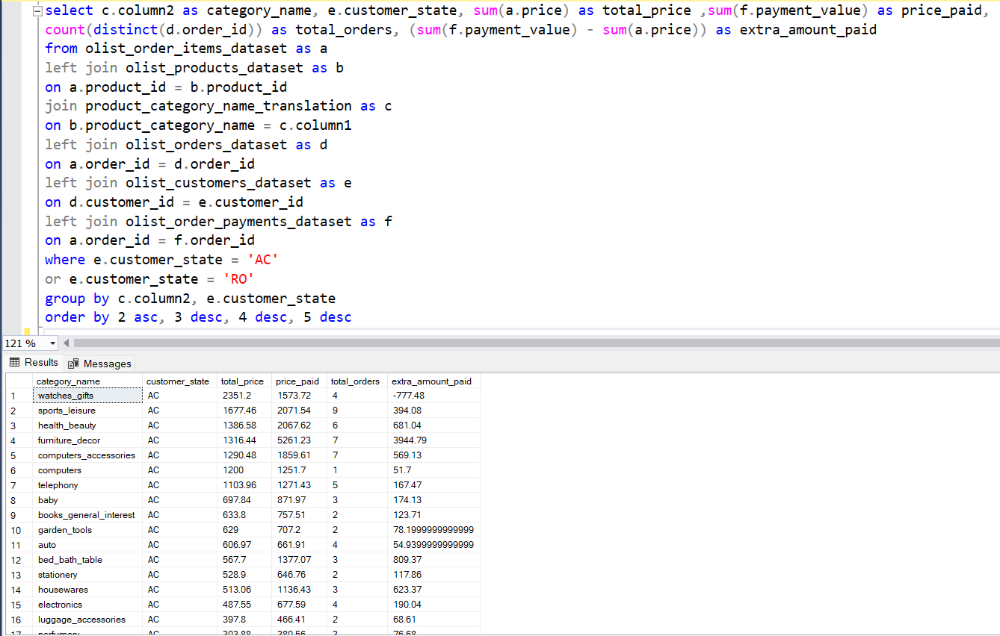 select c.column2 as category_name, e.customer_state, sum(a.price) as total_price ,sum(f.payment_value) as price_paid,
count(distinct(d.order_id)) as total_orders, (sum(f.payment_value) - sum(a.price)) as extra_amount_paid
from olist_order_items_dataset as a
left join olist_products_dataset as b
on a.product_id = b.product_id
join product_category_name_translation as c
on b.product_category_name = c.column1
left join olist_orders_dataset as d
on a.order_id = d.order_id
left join olist_customers_dataset as e
on d.customer_id = e.customer_id
left join olist_order_payments_dataset as f
on a.order_id = f.order_id
where e.customer_state = 'AC'
or e.customer_state = 'RO'
group by c.column2, e.customer_state
order by 2 asc, 3 desc, 4 desc, 5 desc
121 %
Results Messages
category_name customer_state total_price price_paid total_orders extra_amount_paid
1 watches_gifts AC 2351.2 1573.72 4 -777.48
2 sports_leisure AC 1677.46 2071.54 9 394.08
3 health_beauty AC 1386.58 2067.62 6 681.04
4 furniture_decor AC 1316.44 5261.23 7 3944.79
5 computers_accessories AC 1290.48 1859.61 7 569.13
6 computers AC 1200 1251.7 1 51.7
7 telephony AC 1103.96 1271.43 5 167.47
8 baby AC 697.84 871.97 3 174.13
9 books_general_interest AC 633.8 757.51 2 123.71
10 garden_tools AC 629 707.2 2 78.1999999999999
11 auto AC 606.97 661.91 4 54.9399999999999
12 bed_bath_table AC 567.7 1377.07 3 809.37
13 stationery AC 528.9 646.76 2 117.86
14 housewares AC 513.06 1136.43 3 623.37
15 electronics AC 487.55 677.59 4 190.04
16 luggage_accessories AC 397.8 466.41 2 68.61
17 perfumery AC 303.88 380.56 3 76.68